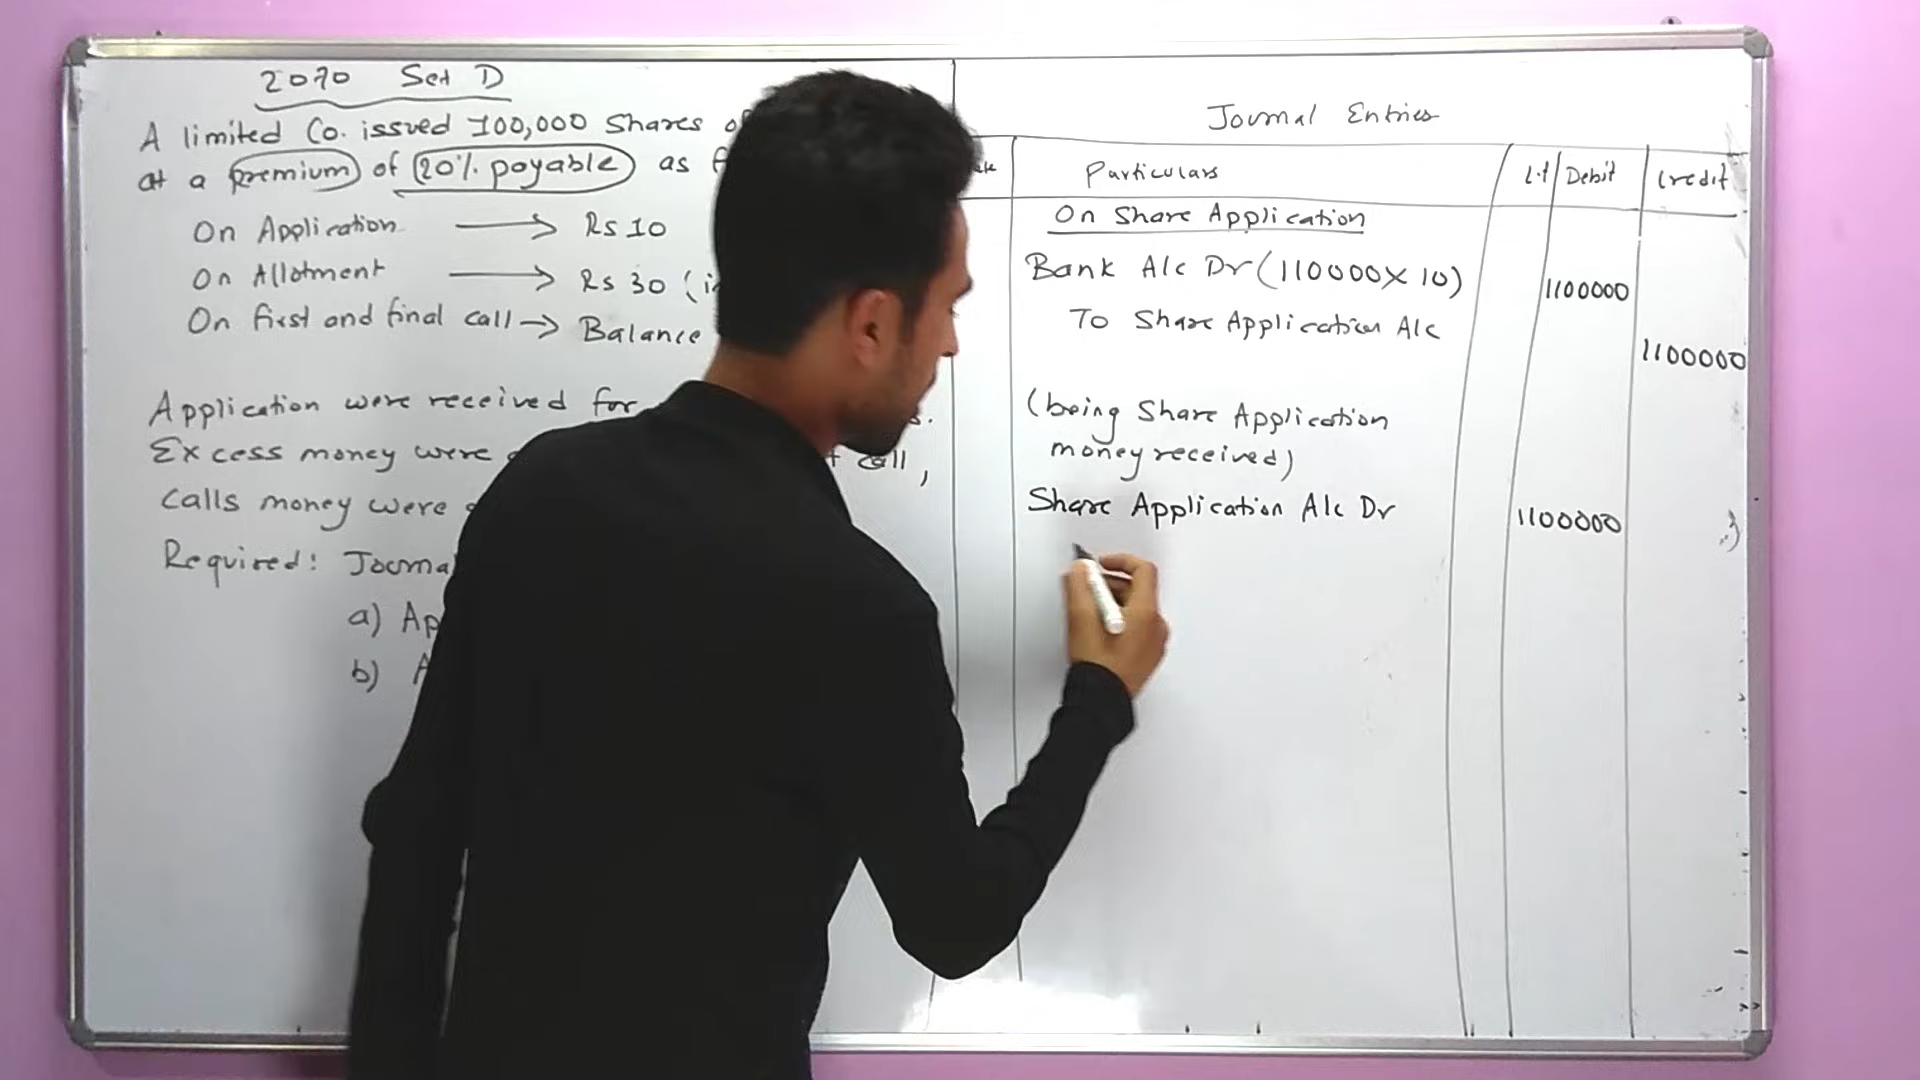 2070 Set D
A limited Co. issued 100,000 Shares
at a premium of 20% payable as
On Application → Rs 10
On Allotment → Rs 30 (
On first and final call → Balance
Application were received for
Excess money were call,
Calls money were
Required: Journa
a) Ap
b) A
Journal Entries
Particulars L.f Debit Credit
On Share Application
Bank A/c Dr (110000 X 10) 1100000
To Share Application A/c 1100000
(being Share Application
money received)
Share Application A/c Dr 1100000